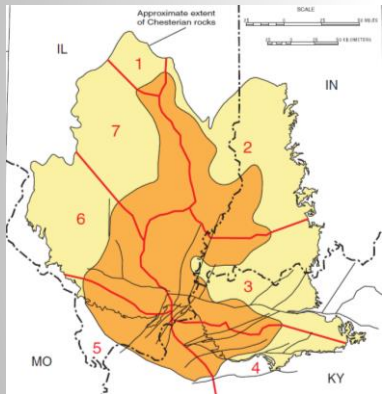 Approximate extent
of Chesterian rocks
SCALE
IL
IN
1
7
2
6
3
5
4
MO
KY